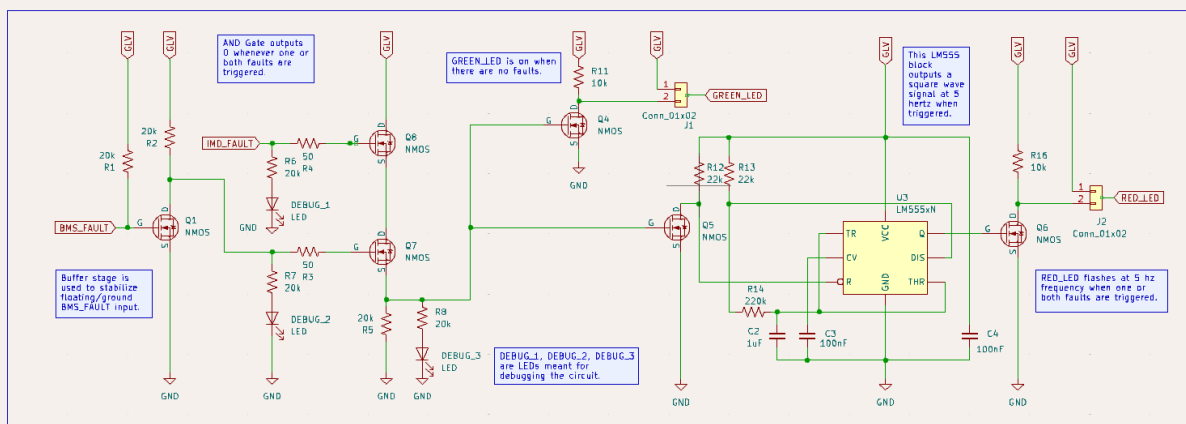 GLV
GLV
GLV
GLV
GLV
GLV
GLV
GLV
AND Gate outputs
0 whenever one or
both faults are
triggered.
GREEN_LED is on when
there are no faults.
This LM555
block
outputs a
square wave
signal at 5
hertz when
triggered.
R11
10k
1
2
GREEN_LED
Conn_01x02
J1
20k
R2
20k
R1
IMD_FAULT
50
R4
R6
20k
DEBUG_1
LED
GND
G
D
S
Q8
NMOS
G
D
S
Q4
NMOS
GND
R12
22k
R13
22k
R16
10k
1
2
RED_LED
J2
Conn_01x02
BMS_FAULT
G
D
S
Q1
NMOS
50
R3
G
D
S
Q7
NMOS
G
D
S
Q5
NMOS
U3
LM555xN
TR
CV
R
VCC
GND
Q
DIS
THR
G
D
S
Q6
NMOS
Buffer stage is
used to stabilize
floating/ground
BMS_FAULT input.
R7
20k
DEBUG_2
LED
20k
R5
R8
20k
DEBUG_3
LED
R14
220k
C2
1uF
C3
100nF
C4
100nF
RED_LED flashes at 5 hz
frequency when one or
both faults are triggered.
DEBUG_1, DEBUG_2, DEBUG_3
are LEDs meant for
debugging the circuit.
GND
GND
GND
GND
GND
GND
GND